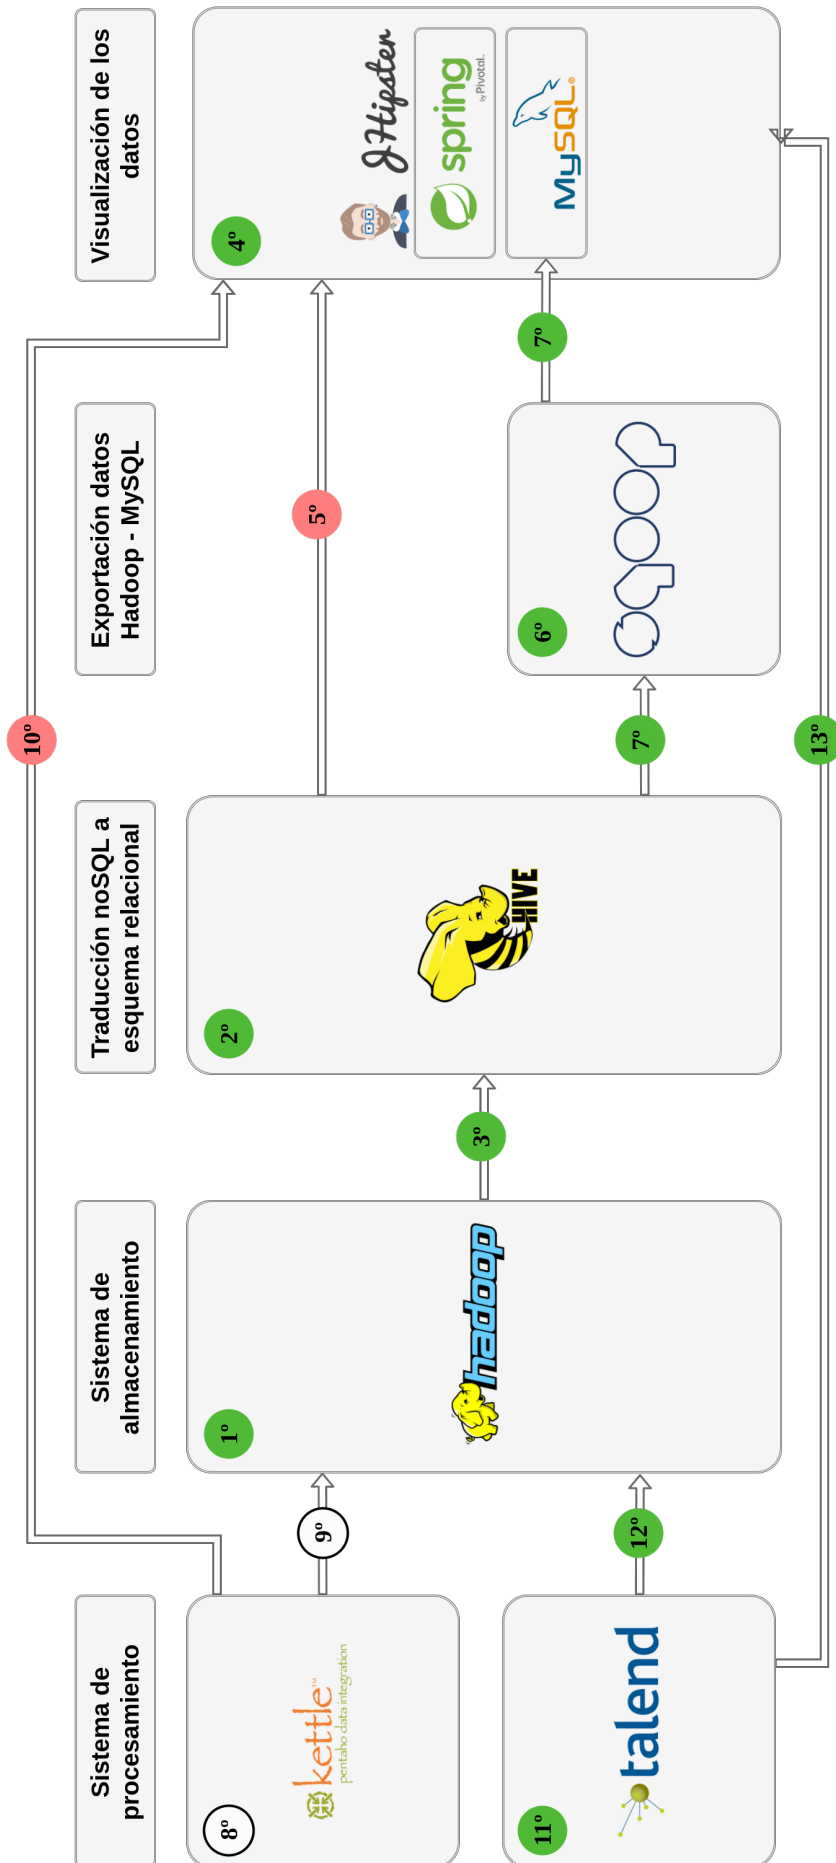 Sistema de
procesamiento
Sistema de
almacenamiento
Traducción noSQL a
esquema relacional
Exportación datos
Hadoop - MySQL
Visualización de los
datos
10º
8º
kettle™
pentaho data integration
9º
1º
hadoop
3º
2º
HIVE
5º
4º
JHipster
spring
by Pivotal.
MySQL®
11º
talend
12º
7º
6º
sqoop
7º
13º